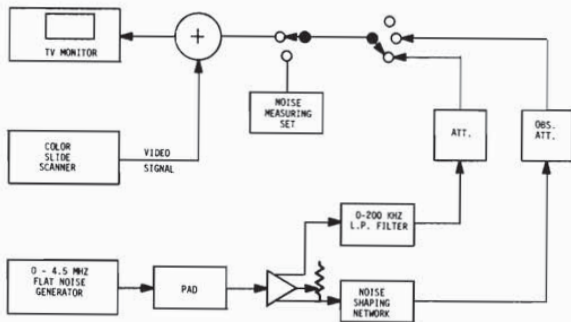 TV MONITOR
NOISE
MEASURING
SET
COLOR
SLIDE
SCANNER
VIDEO
SIGNAL
ATT.
OBS.
ATT.
0-200 KHZ
L.P. FILTER
0 - 4.5 MHZ
FLAT NOISE
GENERATOR
PAD
NOISE
SHAPING
NETWORK